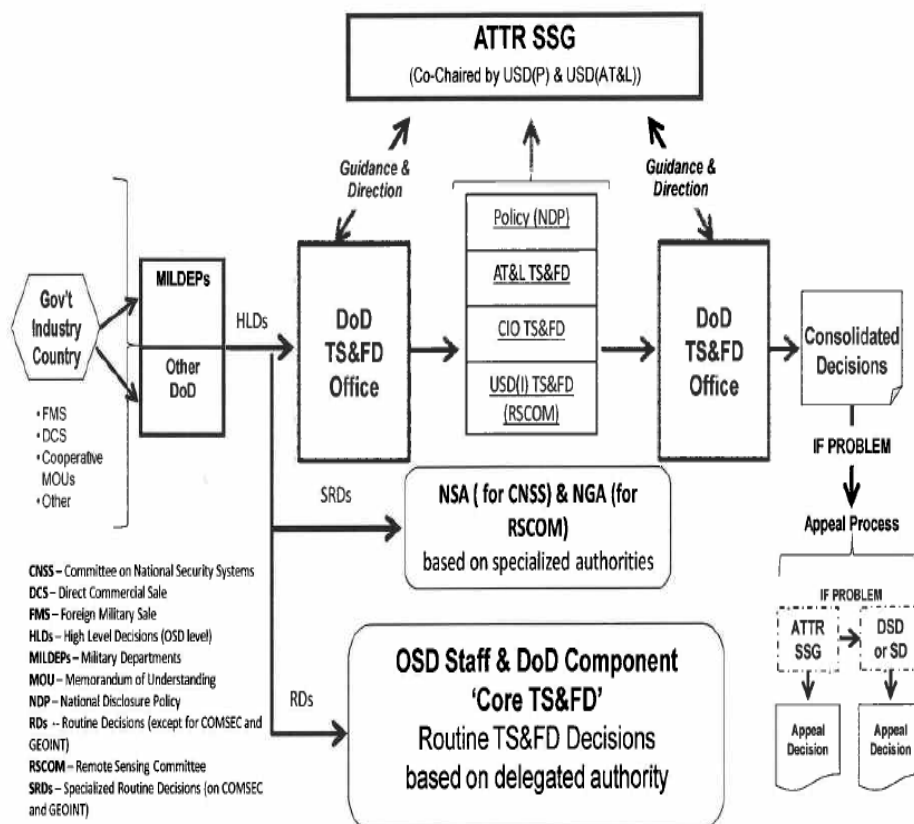 ATTR SSG
(Co-Chaired by USD(P) & USD(AT&L))
Guidance &
Direction
Guidance &
Direction
Gov't
Industry
Country
• FMS
• DCS
• Cooperative
MOUs
• Other
MILDEPs
Other
DoD
HLDs
DoD
TS&FD
Office
Policy (NDP)
AT&L TS&FD
CIO TS&FD
USD(I) TS&FD
(RSCOM)
DoD
TS&FD
Office
Consolidated
Decisions
IF PROBLEM
Appeal Process
IF PROBLEM
ATTR
SSG
DSD
or SD
Appeal
Decision
Appeal
Decision
SRDs
NSA ( for CNSS) & NGA (for
RSCOM)
based on specialized authorities
RDs
OSD Staff & DoD Component
'Core TS&FD'
Routine TS&FD Decisions
based on delegated authority
CNSS – Committee on National Security Systems
DCS – Direct Commercial Sale
FMS – Foreign Military Sale
HLDs – High Level Decisions (OSD level)
MILDEPs – Military Departments
MOU – Memorandum of Understanding
NDP – National Disclosure Policy
RDs -- Routine Decisions (except for COMSEC and
GEOINT)
RSCOM – Remote Sensing Committee
SRDs – Specialized Routine Decisions (on COMSEC
and GEOINT)